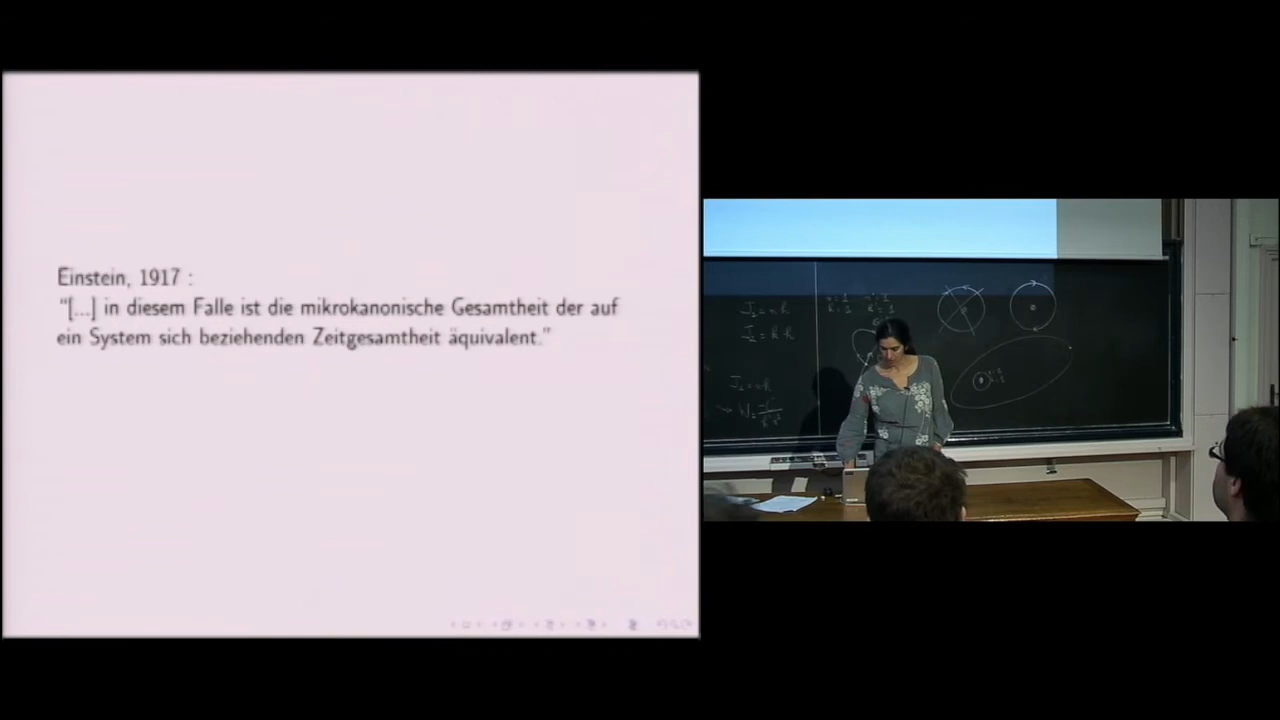 Einstein, 1917 :
“[...] in diesem Falle ist die mikrokanonische Gesamtheit der auf
ein System sich beziehenden Zeitgesamtheit äquivalent.”